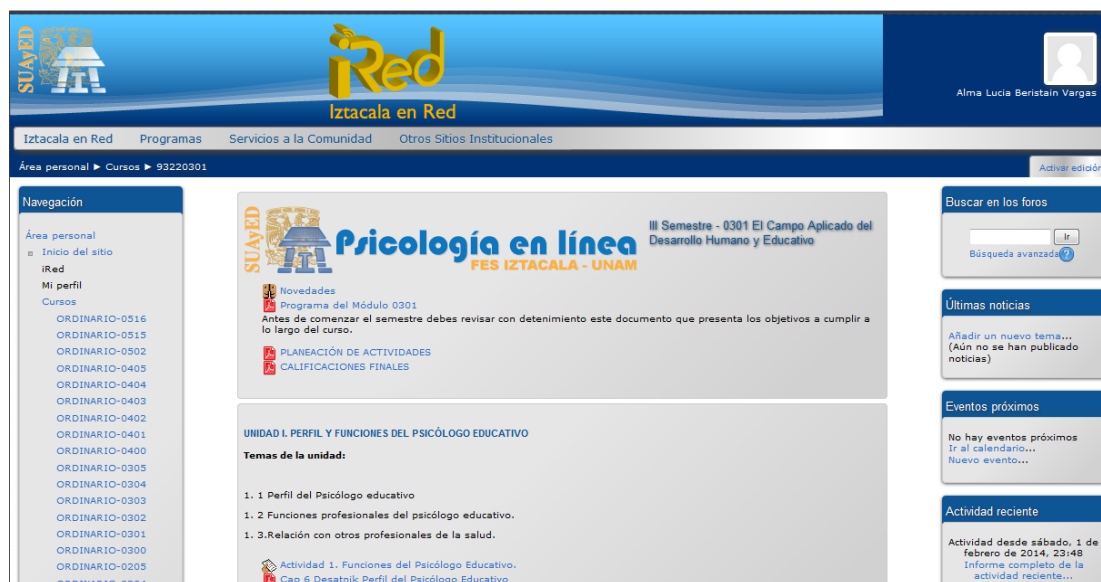 SUAyED
iRed
Iztacala en Red
Alma Lucia Beristain Vargas
Iztacala en Red
Programas
Servicios a la Comunidad
Otros Sitios Institucionales
Área personal ► Cursos ► 93220301
Activar edición
Navegación
Área personal
Inicio del sitio
iRed
Mi perfil
Cursos
ORDINARIO-0516
ORDINARIO-0515
ORDINARIO-0502
ORDINARIO-0405
ORDINARIO-0404
ORDINARIO-0403
ORDINARIO-0402
ORDINARIO-0401
ORDINARIO-0400
ORDINARIO-0305
ORDINARIO-0304
ORDINARIO-0303
ORDINARIO-0302
ORDINARIO-0301
ORDINARIO-0300
ORDINARIO-0205
SUAyED
Psicología en línea
FES IZTACALA - UNAM
III Semestre - 0301 El Campo Aplicado del
Desarrollo Humano y Educativo
Novedades
Programa del Módulo 0301
Antes de comenzar el semestre debes revisar con detenimiento este documento que presenta los objetivos a cumplir a
lo largo del curso.
PLANEACIÓN DE ACTIVIDADES
CALIFICACIONES FINALES
UNIDAD I. PERFIL Y FUNCIONES DEL PSICÓLOGO EDUCATIVO
Temas de la unidad:
1. 1 Perfil del Psicólogo educativo
1. 2 Funciones profesionales del psicólogo educativo.
1. 3.Relación con otros profesionales de la salud.
Actividad 1. Funciones del Psicólogo Educativo.
Cap 6 Desatnik Perfil del Psicólogo Educativo
Buscar en los foros
Ir
Búsqueda avanzada ?
Últimas noticias
Añadir un nuevo tema...
(Aún no se han publicado
noticias)
Eventos próximos
No hay eventos próximos
Ir al calendario...
Nuevo evento...
Actividad reciente
Actividad desde sábado, 1 de
febrero de 2014, 23:48
Informe completo de la
actividad reciente...